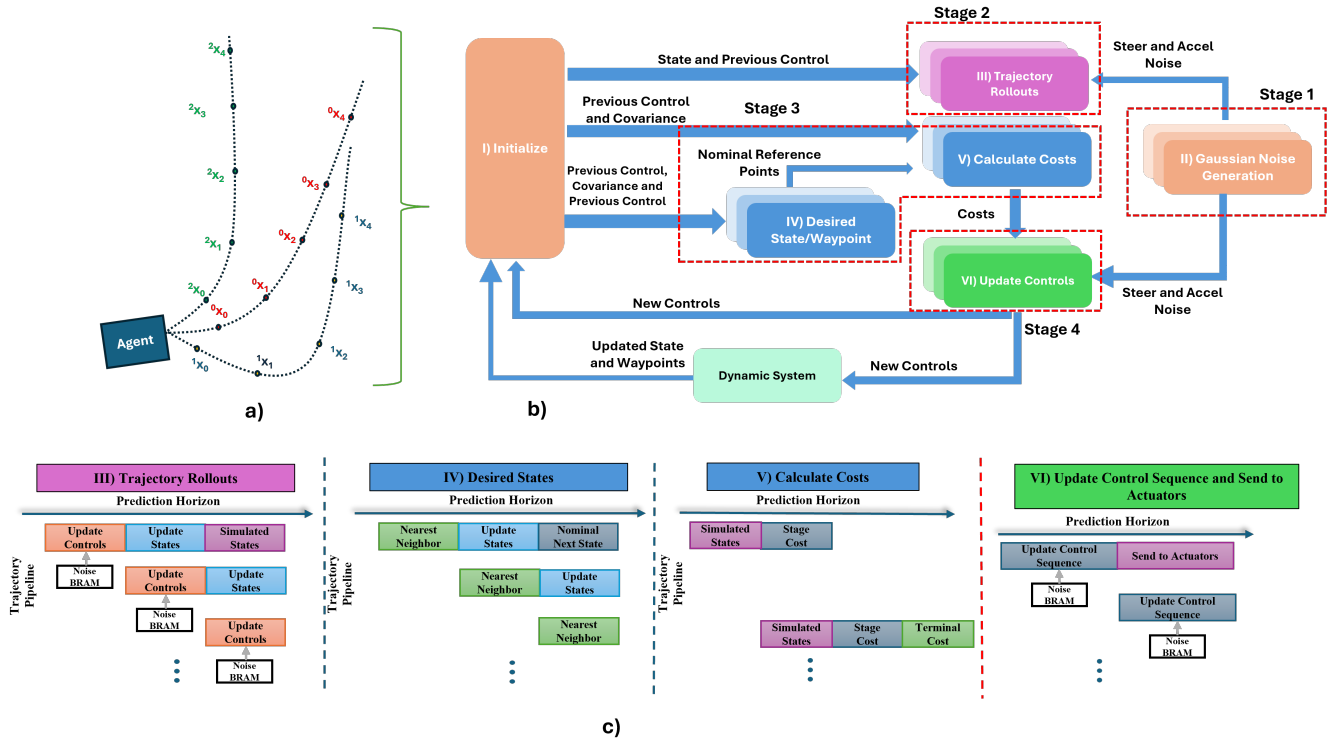 ²X₄
²X₃
²X₂
²X₁
²X₀
⁰X₄
⁰X₃
⁰X₂
⁰X₁
⁰X₀
¹X₄
¹X₃
¹X₂
¹X₁
¹X₀
Agent
a)
Stage 2
III) Trajectory
Rollouts
State and Previous Control
Steer and Accel
Noise
Stage 1
II) Gaussian Noise
Generation
I) Initialize
Previous Control
and Covariance
Stage 3
V) Calculate Costs
Nominal Reference
Points
Previous Control,
Covariance and
Previous Control
IV) Desired
State/Waypoint
Costs
VI) Update Controls
Steer and Accel
Noise
New Controls
Stage 4
Updated State
and Waypoints
Dynamic System
New Controls
b)
III) Trajectory Rollouts
Prediction Horizon
Trajectory
Pipeline
Update
Controls
Update
States
Simulated
States
Noise
BRAM
Update
Controls
Update
States
Noise
BRAM
Update
Controls
Noise
BRAM
IV) Desired States
Prediction Horizon
Trajectory
Pipeline
Nearest
Neighbor
Update
States
Nominal
Next State
Nearest
Neighbor
Update
States
Nearest
Neighbor
V) Calculate Costs
Prediction Horizon
Trajectory
Pipeline
Simulated
States
Stage
Cost
Simulated
States
Stage
Cost
Terminal
Cost
VI) Update Control Sequence and Send to
Actuators
Prediction Horizon
Update Control
Sequence
Send to Actuators
Noise
BRAM
Update Control
Sequence
Noise
BRAM
c)